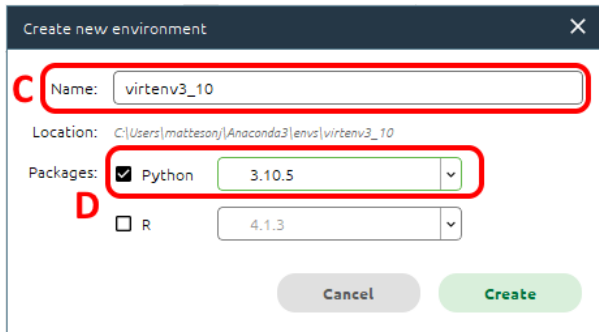 Create new environment
C Name: virtenv3_10
Location: C:\Users\mattesonj\Anaconda3\envs\virtenv3_10
Packages: Python 3.10.5
D
R 4.1.3
Cancel Create